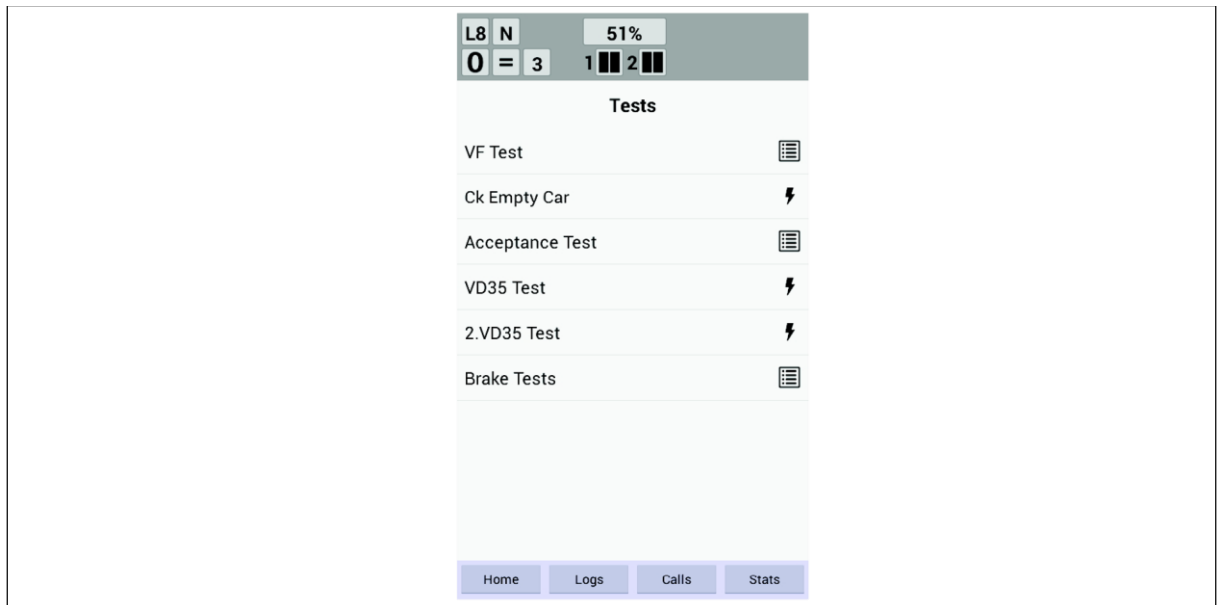 L8 N 51%
0 = 3 1 2
Tests
VF Test
Ck Empty Car
Acceptance Test
VD35 Test
2.VD35 Test
Brake Tests
Home Logs Calls Stats